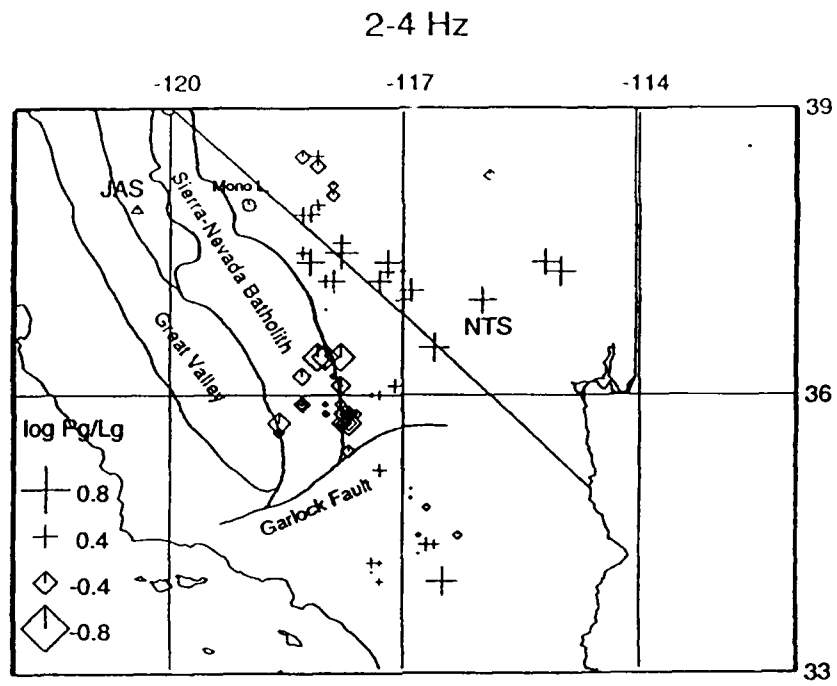 2-4 Hz
-120 -117 -114
39
JAS
Mono L.
Sierra-Nevada Batholith
NTS
Great Valley
36
log Pg/Lg
0.8
Garlock Fault
0.4
-0.4
-0.8
33